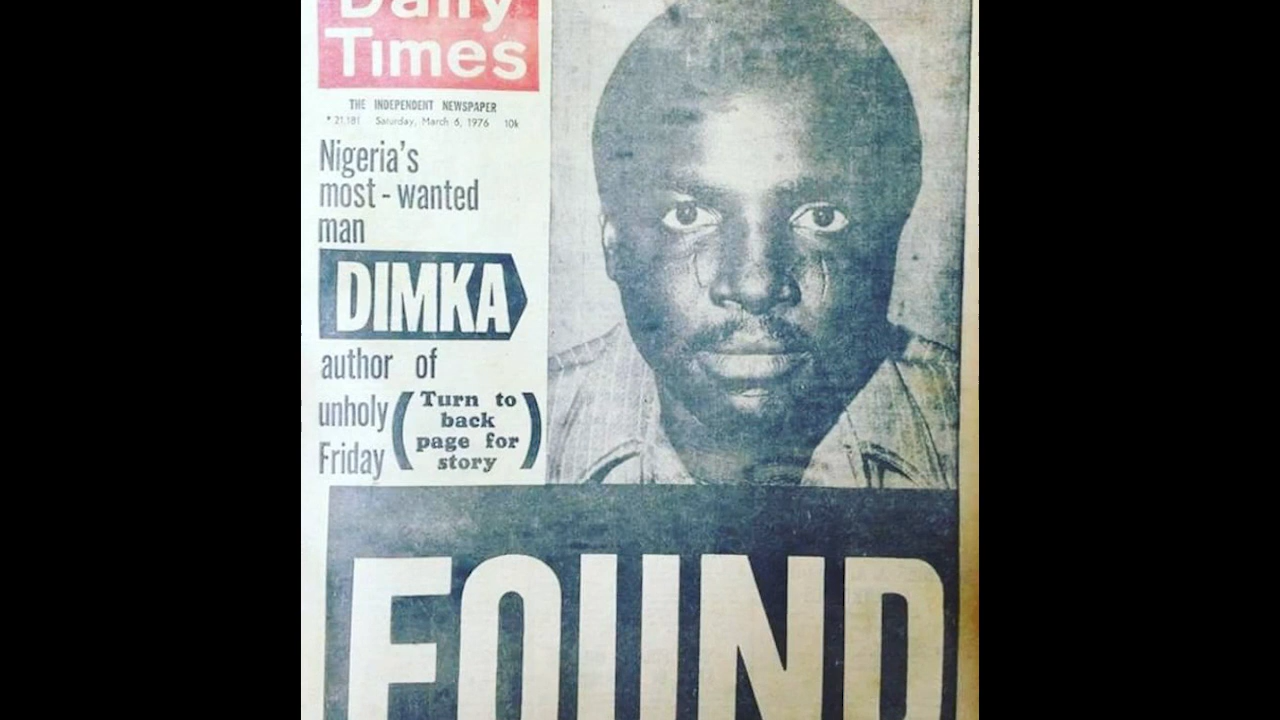 Daily
Times
THE INDEPENDENT NEWSPAPER
* 21,181 Saturday, March 6, 1976 10k
Nigeria's
most-wanted
man
DIMKA
author of
unholy
Friday
(Turn to
back
page for
story)
FOUND